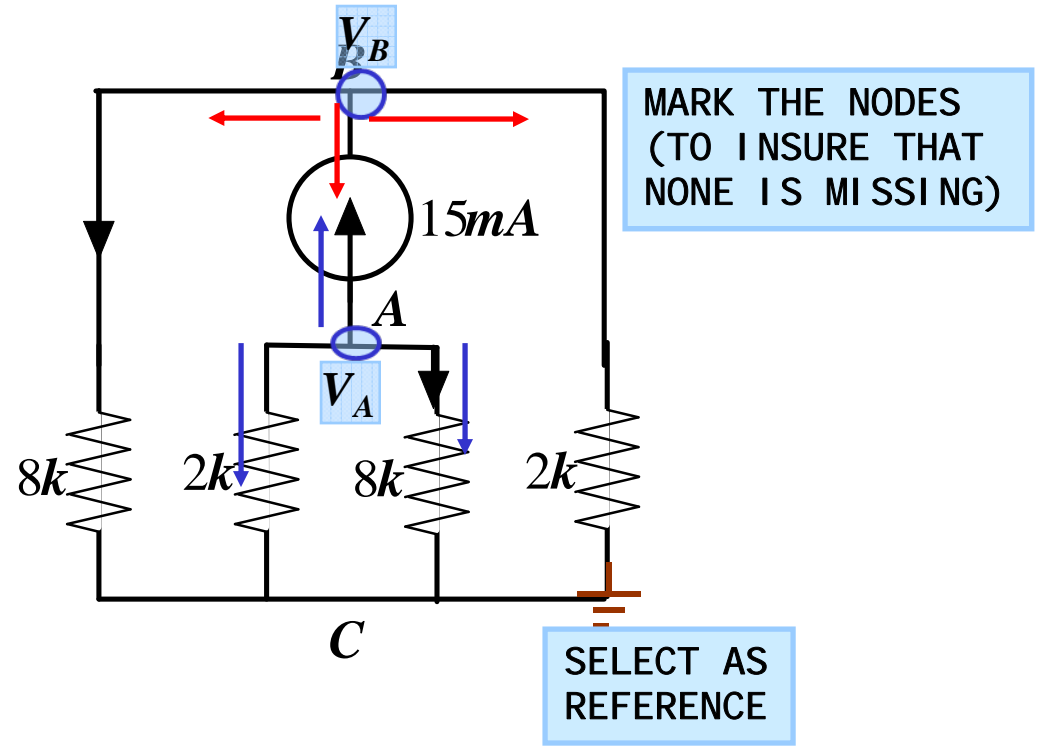 V_B
B
MARK THE NODES
(TO INSURE THAT
NONE IS MISSING)
15mA
A
V_A
8k
2k
8k
2k
C
SELECT AS
REFERENCE